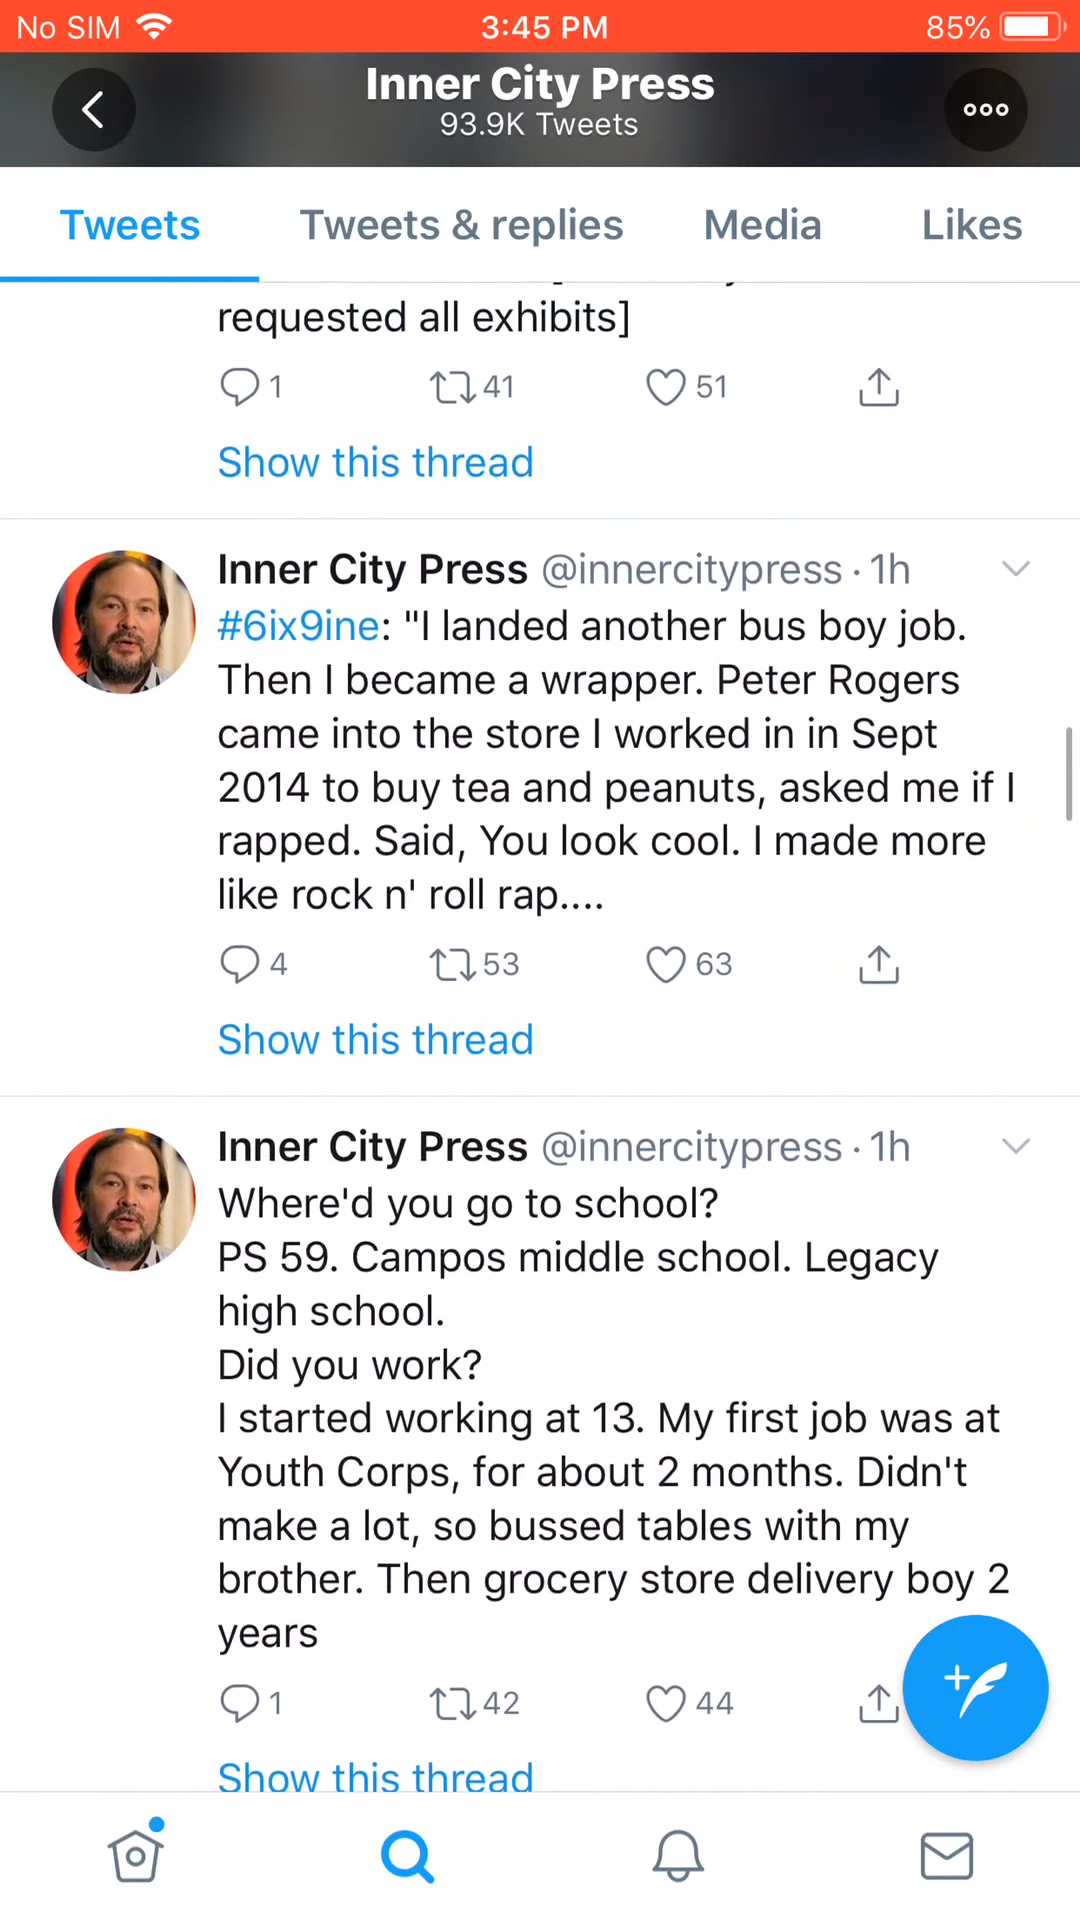 No SIM 3:45 PM 85%
Inner City Press
93.9K Tweets
Tweets Tweets & replies Media Likes
requested all exhibits]
1 41 51
Show this thread
Inner City Press @innercitypress · 1h
#6ix9ine: "I landed another bus boy job.
Then I became a wrapper. Peter Rogers
came into the store I worked in in Sept
2014 to buy tea and peanuts, asked me if I
rapped. Said, You look cool. I made more
like rock n' roll rap....
4 53 63
Show this thread
Inner City Press @innercitypress · 1h
Where'd you go to school?
PS 59. Campos middle school. Legacy
high school.
Did you work?
I started working at 13. My first job was at
Youth Corps, for about 2 months. Didn't
make a lot, so bussed tables with my
brother. Then grocery store delivery boy 2
years
1 42 44
Show this thread